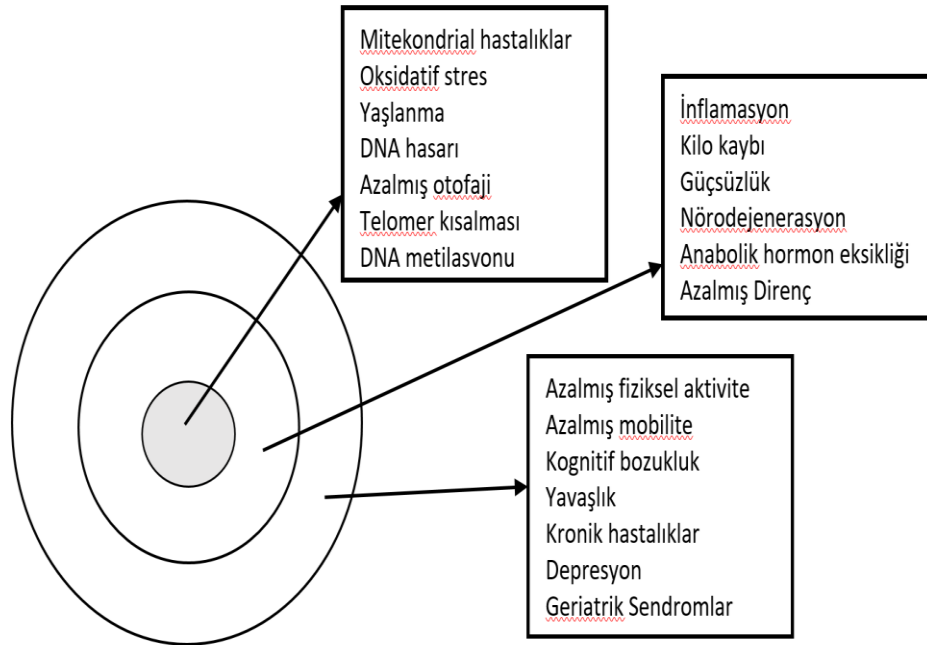 Mitekondrial hastalıklar
Oksidatif stres
Yaşlanma
DNA hasarı
Azalmış otofaji
Telomer kısalması
DNA metilasvonu
İnflamasyon
Kilo kaybı
Güçsüzlük
Nörodejenerasyon
Anabolik hormon eksikliği
Azalmış Direnç
Azalmış fiziksel aktivite
Azalmış mobilite
Kognitif bozukluk
Yavaşlık
Kronik hastalıklar
Depresyon
Geriatrik Sendromlar